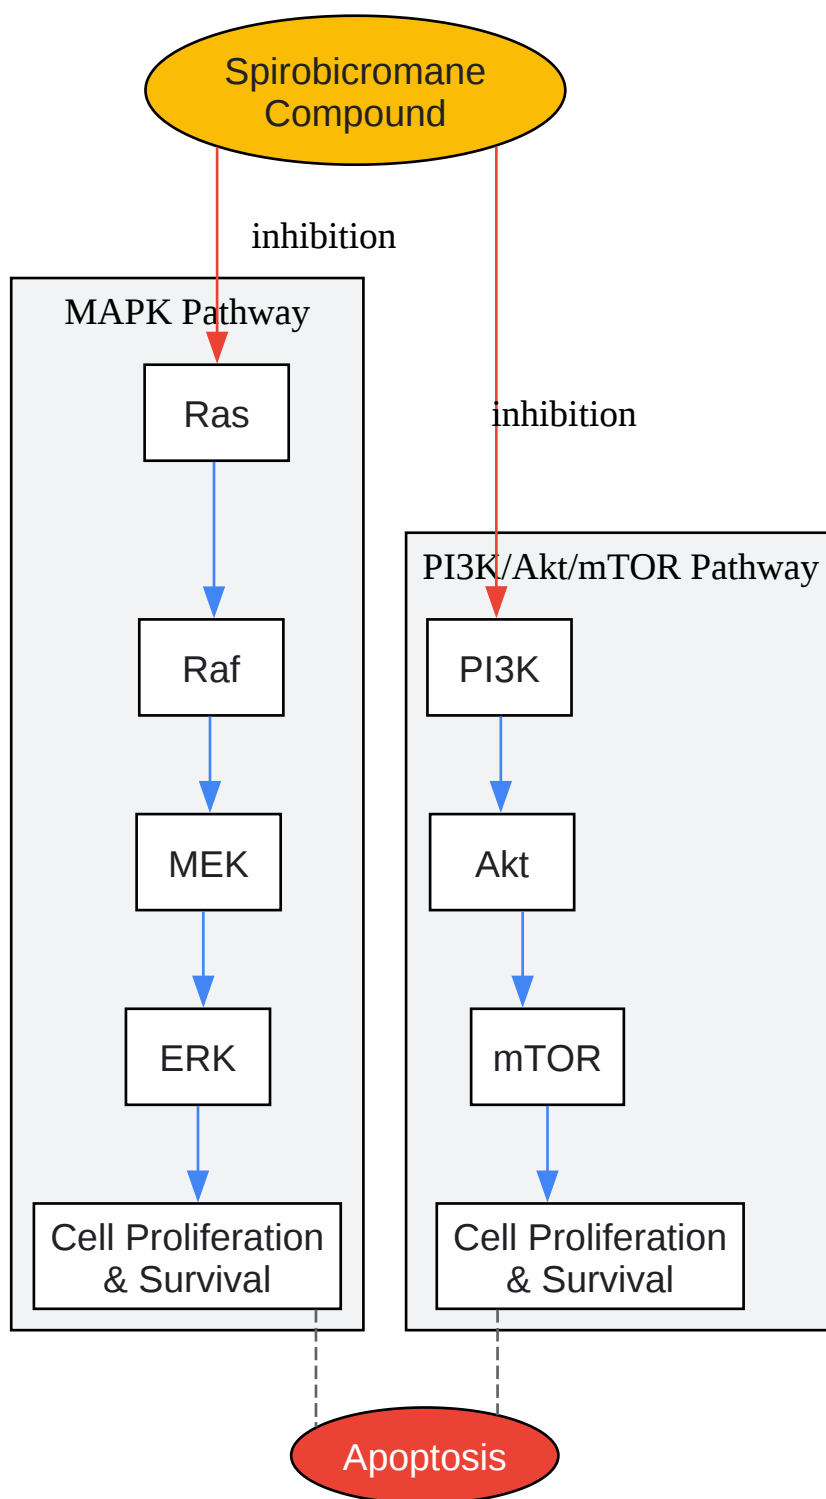 Spirobicromane
Compound
inhibition
MAPK Pathway
Ras
Raf
MEK
ERK
Cell Proliferation
& Survival
inhibition
PI3K/Akt/mTOR Pathway
PI3K
Akt
mTOR
Cell Proliferation
& Survival
Apoptosis